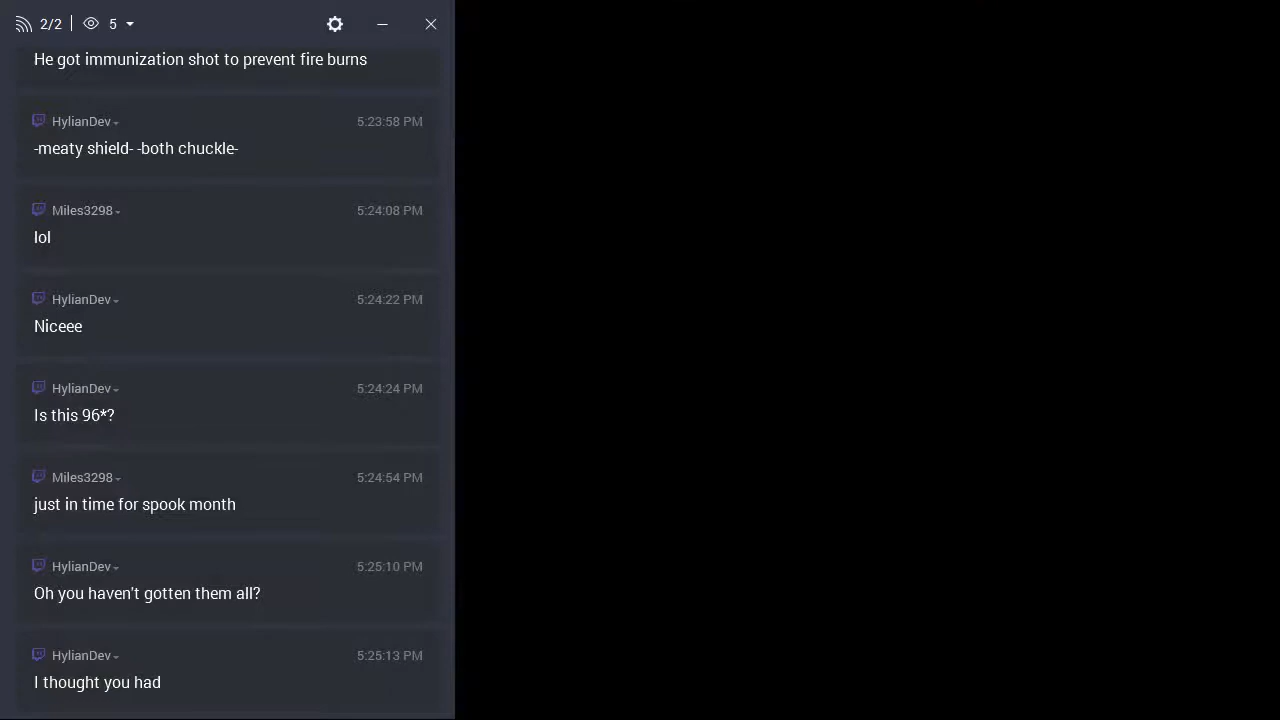 2/2 5
He got immunization shot to prevent fire burns
HylianDev 5:23:58 PM
-meaty shield- -both chuckle-
Miles3298 5:24:08 PM
lol
HylianDev 5:24:22 PM
Niceee
HylianDev 5:24:24 PM
Is this 96*?
Miles3298 5:24:54 PM
just in time for spook month
HylianDev 5:25:10 PM
Oh you haven't gotten them all?
HylianDev 5:25:13 PM
I thought you had